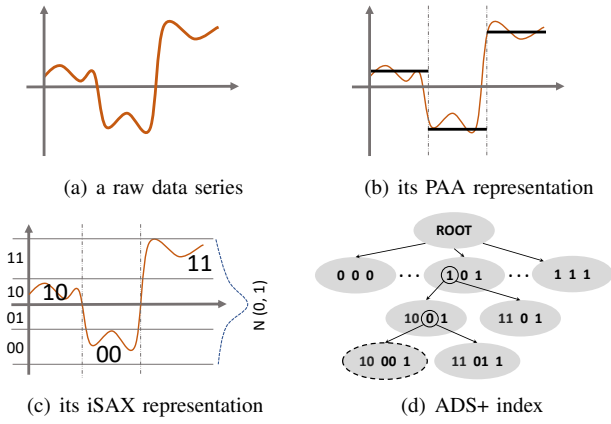 (a) a raw data series
(b) its PAA representation
11
10
01
00
10
00
11
N (0, 1)
(c) its iSAX representation
ROOT
0 0 0 ... 1 0 1 ... 1 1 1
10 0 1 11 0 1
10 00 1 11 01 1
(d) ADS+ index